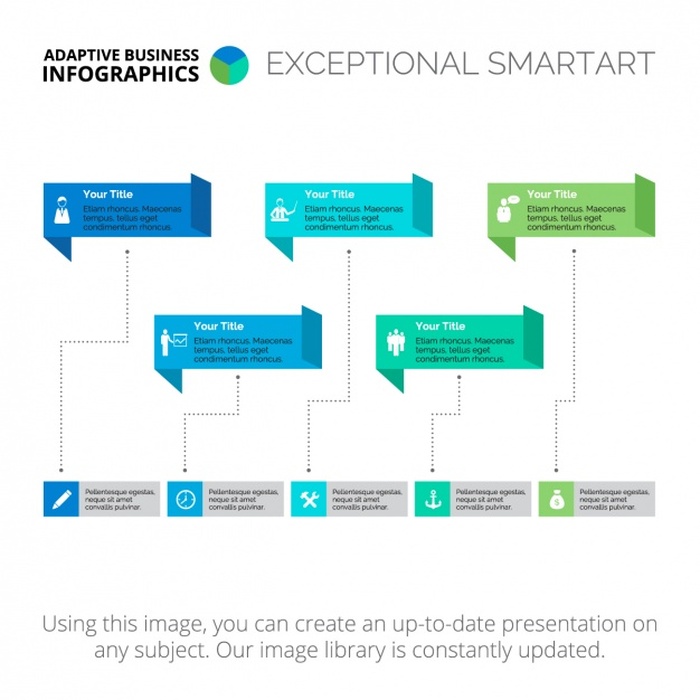 ADAPTIVE BUSINESS
INFOGRAPHICS
EXCEPTIONAL SMARTART
Your Title
Etiam rhoncus. Maecenas
tempus, tellus eget
condimentum rhoncus.
Your Title
Etiam rhoncus. Maecenas
tempus, tellus eget
condimentum rhoncus.
Your Title
Etiam rhoncus. Maecenas
tempus, tellus eget
condimentum rhoncus.
Your Title
Etiam rhoncus. Maecenas
tempus, tellus eget
condimentum rhoncus.
Your Title
Etiam rhoncus. Maecenas
tempus, tellus eget
condimentum rhoncus.
Pellentesque egestas,
neque sit amet
convallis pulvinar.
Pellentesque egestas,
neque sit amet
convallis pulvinar.
Pellentesque egestas,
neque sit amet
convallis pulvinar.
Pellentesque egestas,
neque sit amet
convallis pulvinar.
$
Pellentesque egestas,
neque sit amet
convallis pulvinar.
Using this image, you can create an up-to-date presentation on
any subject. Our image library is constantly updated.